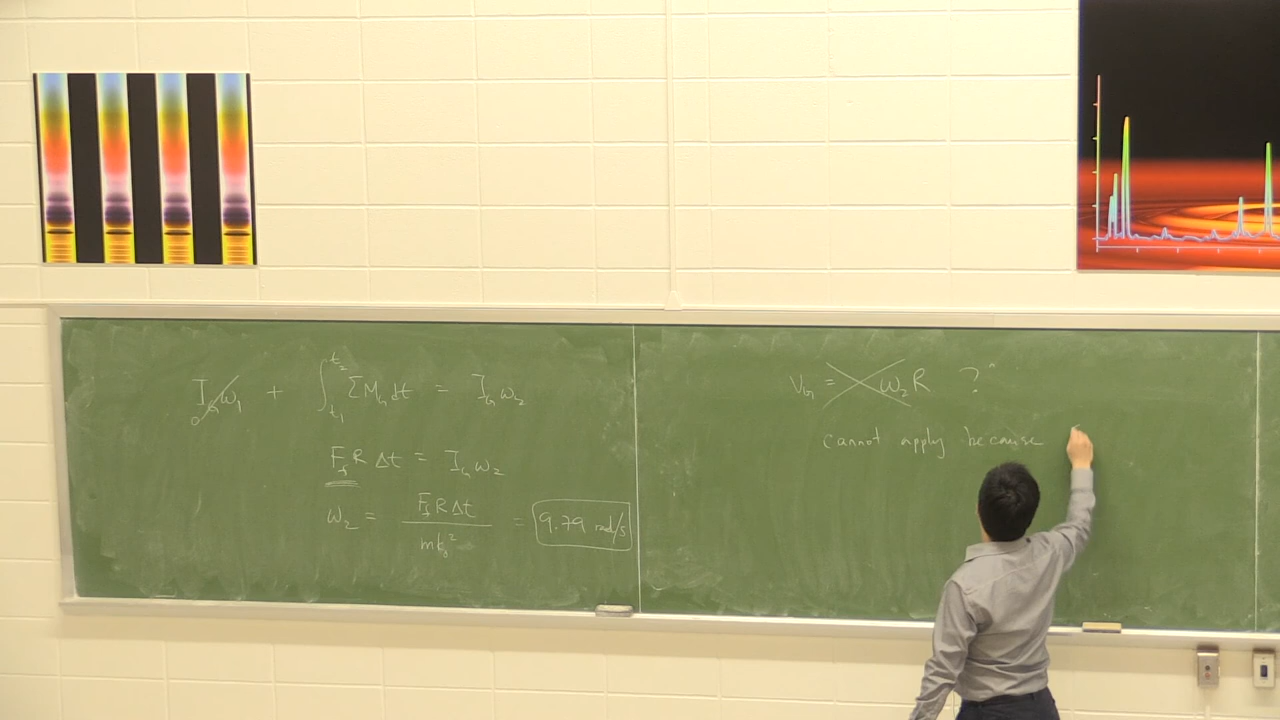 I_G ω_1 + ∫_{t_1}^{t_2} ΣM_G dt = I_G ω_2
0
F_f R Δt = I_G ω_2
ω_2 = F_f R Δt / m k_G^2 = 9.79 rad/s
V_G = ω_2 R ?
cannot apply because